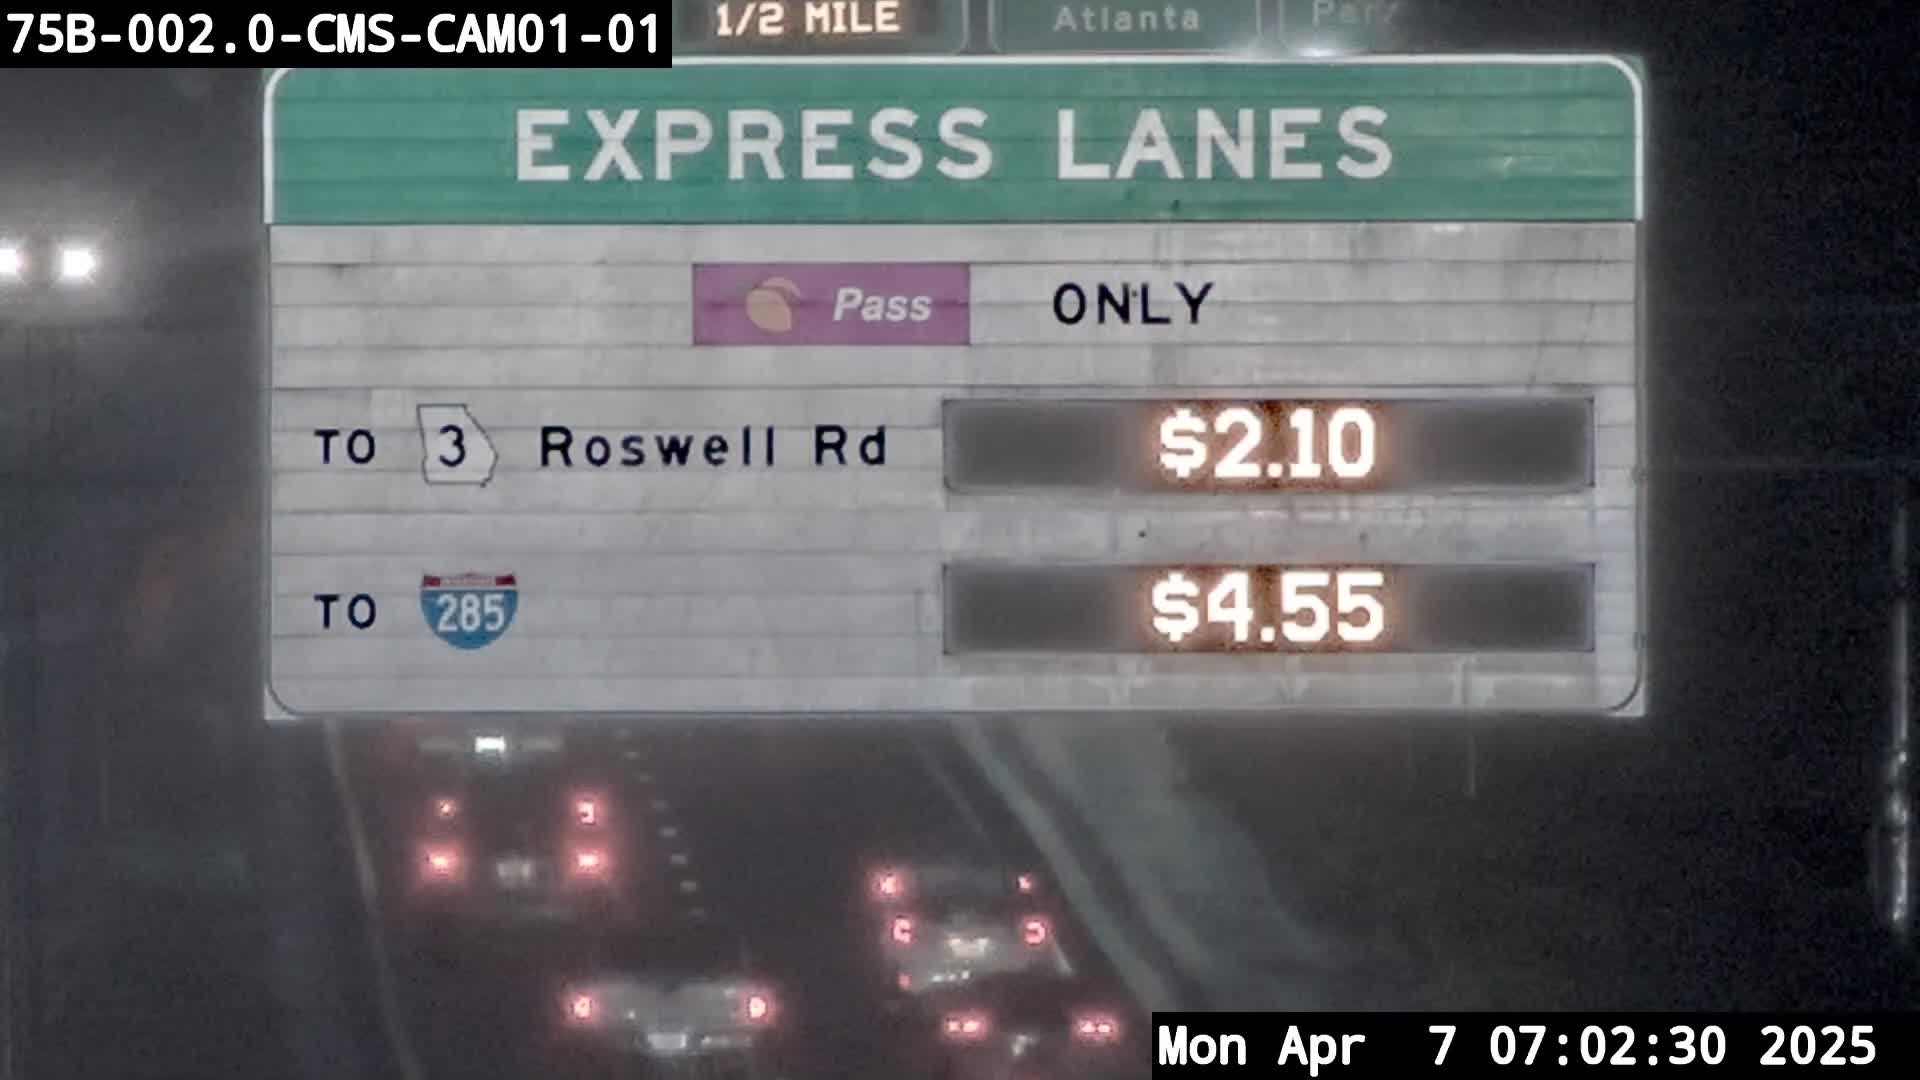 75B-002.0-CMS-CAM01-01
1/2 MILE
Atlanta
EXPRESS LANES
Pass ONLY
TO 3 Roswell Rd $2.10
TO 285 $4.55
Mon Apr 7 07:02:30 2025